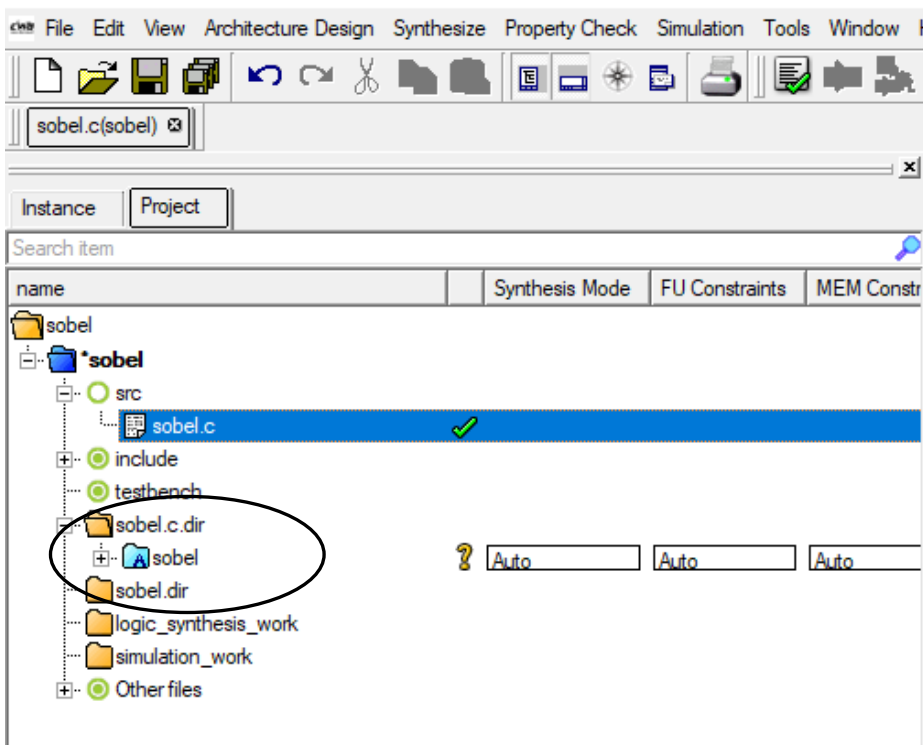 CWB File Edit View Architecture Design Synthesize Property Check Simulation Tools Window
sobel.c(sobel)
Instance Project
Search item
name Synthesis Mode FU Constraints MEM Constr
sobel
*sobel
src
sobel.c
include
testbench
sobel.c.dir
A sobel ? Auto Auto Auto
sobel.dir
logic_synthesis_work
simulation_work
Other files